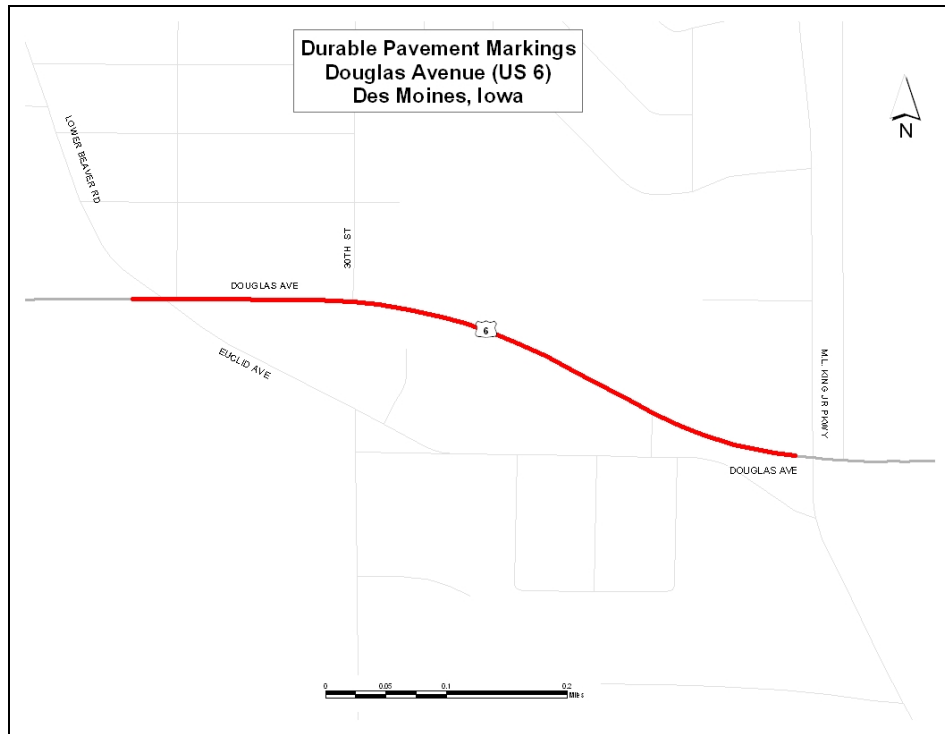 Durable Pavement Markings
Douglas Avenue (US 6)
Des Moines, Iowa
N
LOWER BEAVER RD
30TH ST
DOUGLAS AVE
6
EUCLID AVE
M.L. KING JR PKWY
DOUGLAS AVE
0 0.05 0.1 0.2
Miles